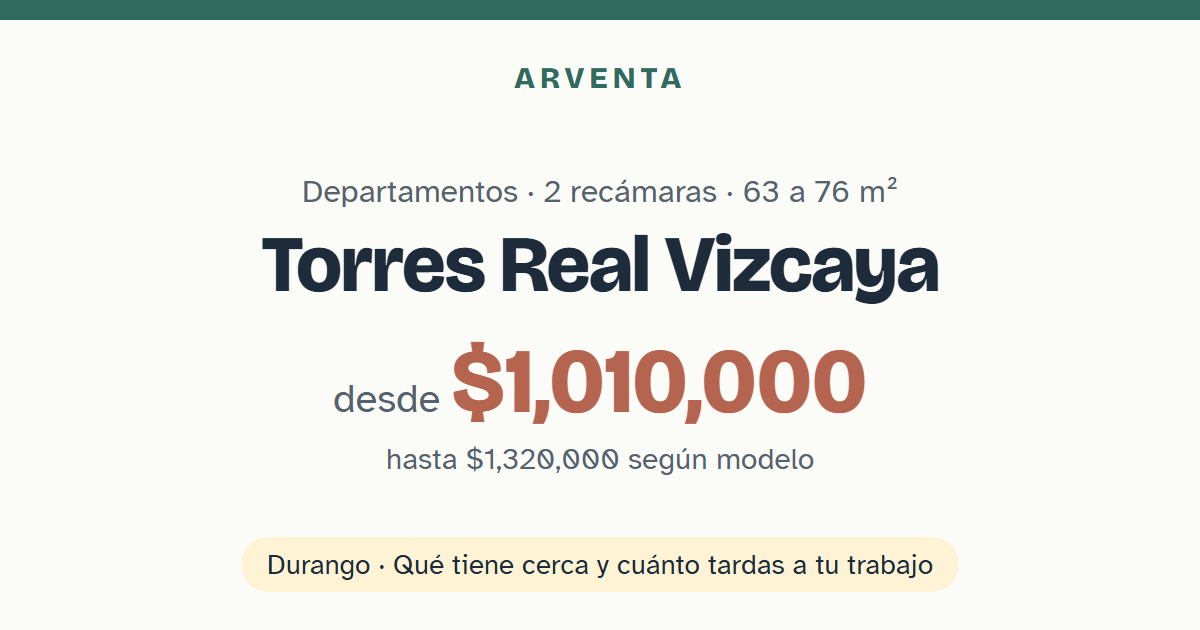 ARVENTA
Departamentos · 2 recámaras · 63 a 76 m²
Torres Real Vizcaya
desde $1,010,000
hasta $1,320,000 según modelo
Durango · Qué tiene cerca y cuánto tardas a tu trabajo